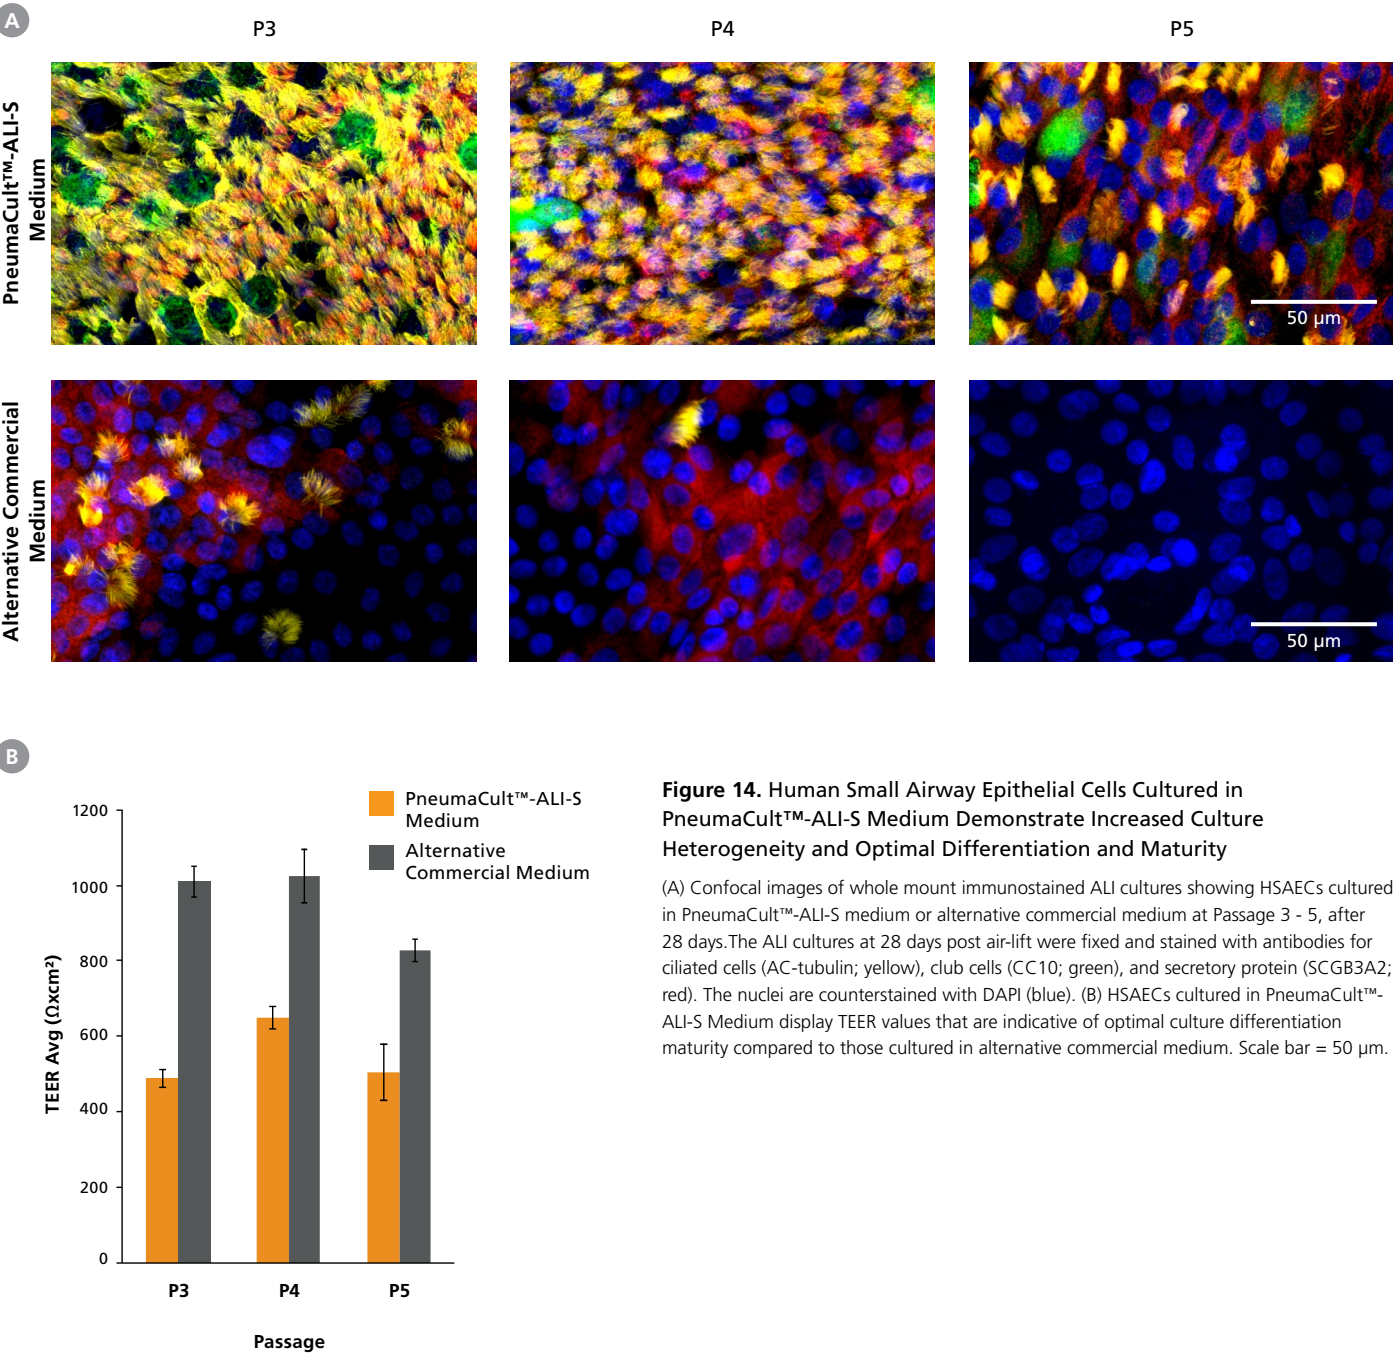 A
P3
P4
P5
PneumaCult™-ALI-S
Medium
50 µm
Alternative Commercial
Medium
50 µm
B
PneumaCult™-ALI-S
Medium
Alternative
Commercial Medium
1200
1000
800
600
400
200
0
TEER Avg (Ωxcm²)
P3
P4
P5
Passage
Figure 14. Human Small Airway Epithelial Cells Cultured in
PneumaCult™-ALI-S Medium Demonstrate Increased Culture
Heterogeneity and Optimal Differentiation and Maturity
(A) Confocal images of whole mount immunostained ALI cultures showing HSAECs cultured
in PneumaCult™-ALI-S medium or alternative commercial medium at Passage 3 - 5, after
28 days.The ALI cultures at 28 days post air-lift were fixed and stained with antibodies for
ciliated cells (AC-tubulin; yellow), club cells (CC10; green), and secretory protein (SCGB3A2;
red). The nuclei are counterstained with DAPI (blue). (B) HSAECs cultured in PneumaCult™-
ALI-S Medium display TEER values that are indicative of optimal culture differentiation
maturity compared to those cultured in alternative commercial medium. Scale bar = 50 µm.